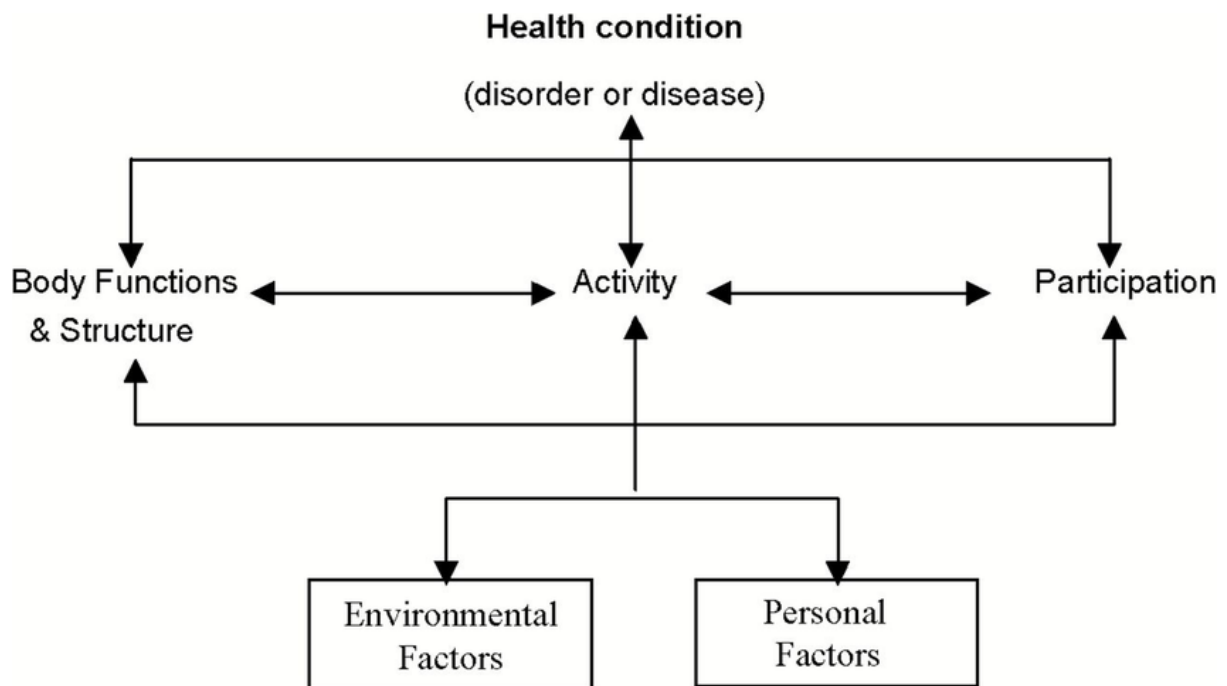 Health condition
(disorder or disease)
Body Functions
& Structure
Activity
Participation
Environmental
Factors
Personal
Factors